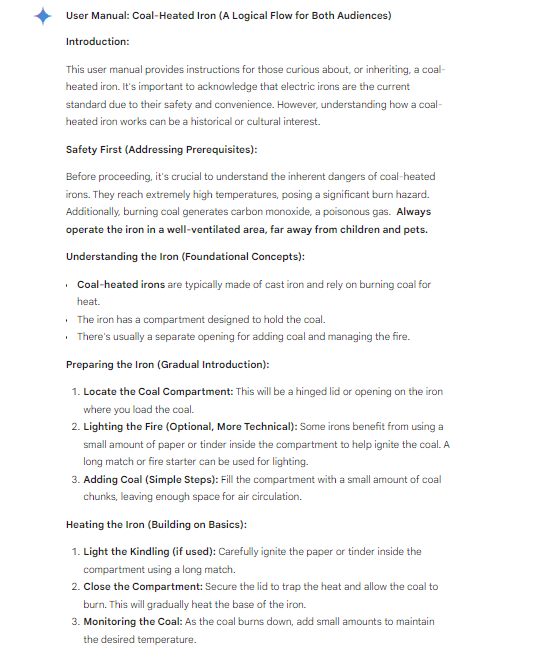 User Manual: Coal-Heated Iron (A Logical Flow for Both Audiences)
Introduction:
This user manual provides instructions for those curious about, or inheriting, a coal-
heated iron. It's important to acknowledge that electric irons are the current
standard due to their safety and convenience. However, understanding how a coal-
heated iron works can be a historical or cultural interest.
Safety First (Addressing Prerequisites):
Before proceeding, it's crucial to understand the inherent dangers of coal-heated
irons. They reach extremely high temperatures, posing a significant burn hazard.
Additionally, burning coal generates carbon monoxide, a poisonous gas. Always
operate the iron in a well-ventilated area, far away from children and pets.
Understanding the Iron (Foundational Concepts):
• Coal-heated irons are typically made of cast iron and rely on burning coal for
heat.
• The iron has a compartment designed to hold the coal.
• There's usually a separate opening for adding coal and managing the fire.
Preparing the Iron (Gradual Introduction):
1. Locate the Coal Compartment: This will be a hinged lid or opening on the iron
where you load the coal.
2. Lighting the Fire (Optional, More Technical): Some irons benefit from using a
small amount of paper or tinder inside the compartment to help ignite the coal. A
long match or fire starter can be used for lighting.
3. Adding Coal (Simple Steps): Fill the compartment with a small amount of coal
chunks, leaving enough space for air circulation.
Heating the Iron (Building on Basics):
1. Light the Kindling (if used): Carefully ignite the paper or tinder inside the
compartment using a long match.
2. Close the Compartment: Secure the lid to trap the heat and allow the coal to
burn. This will gradually heat the base of the iron.
3. Monitoring the Coal: As the coal burns down, add small amounts to maintain
the desired temperature.